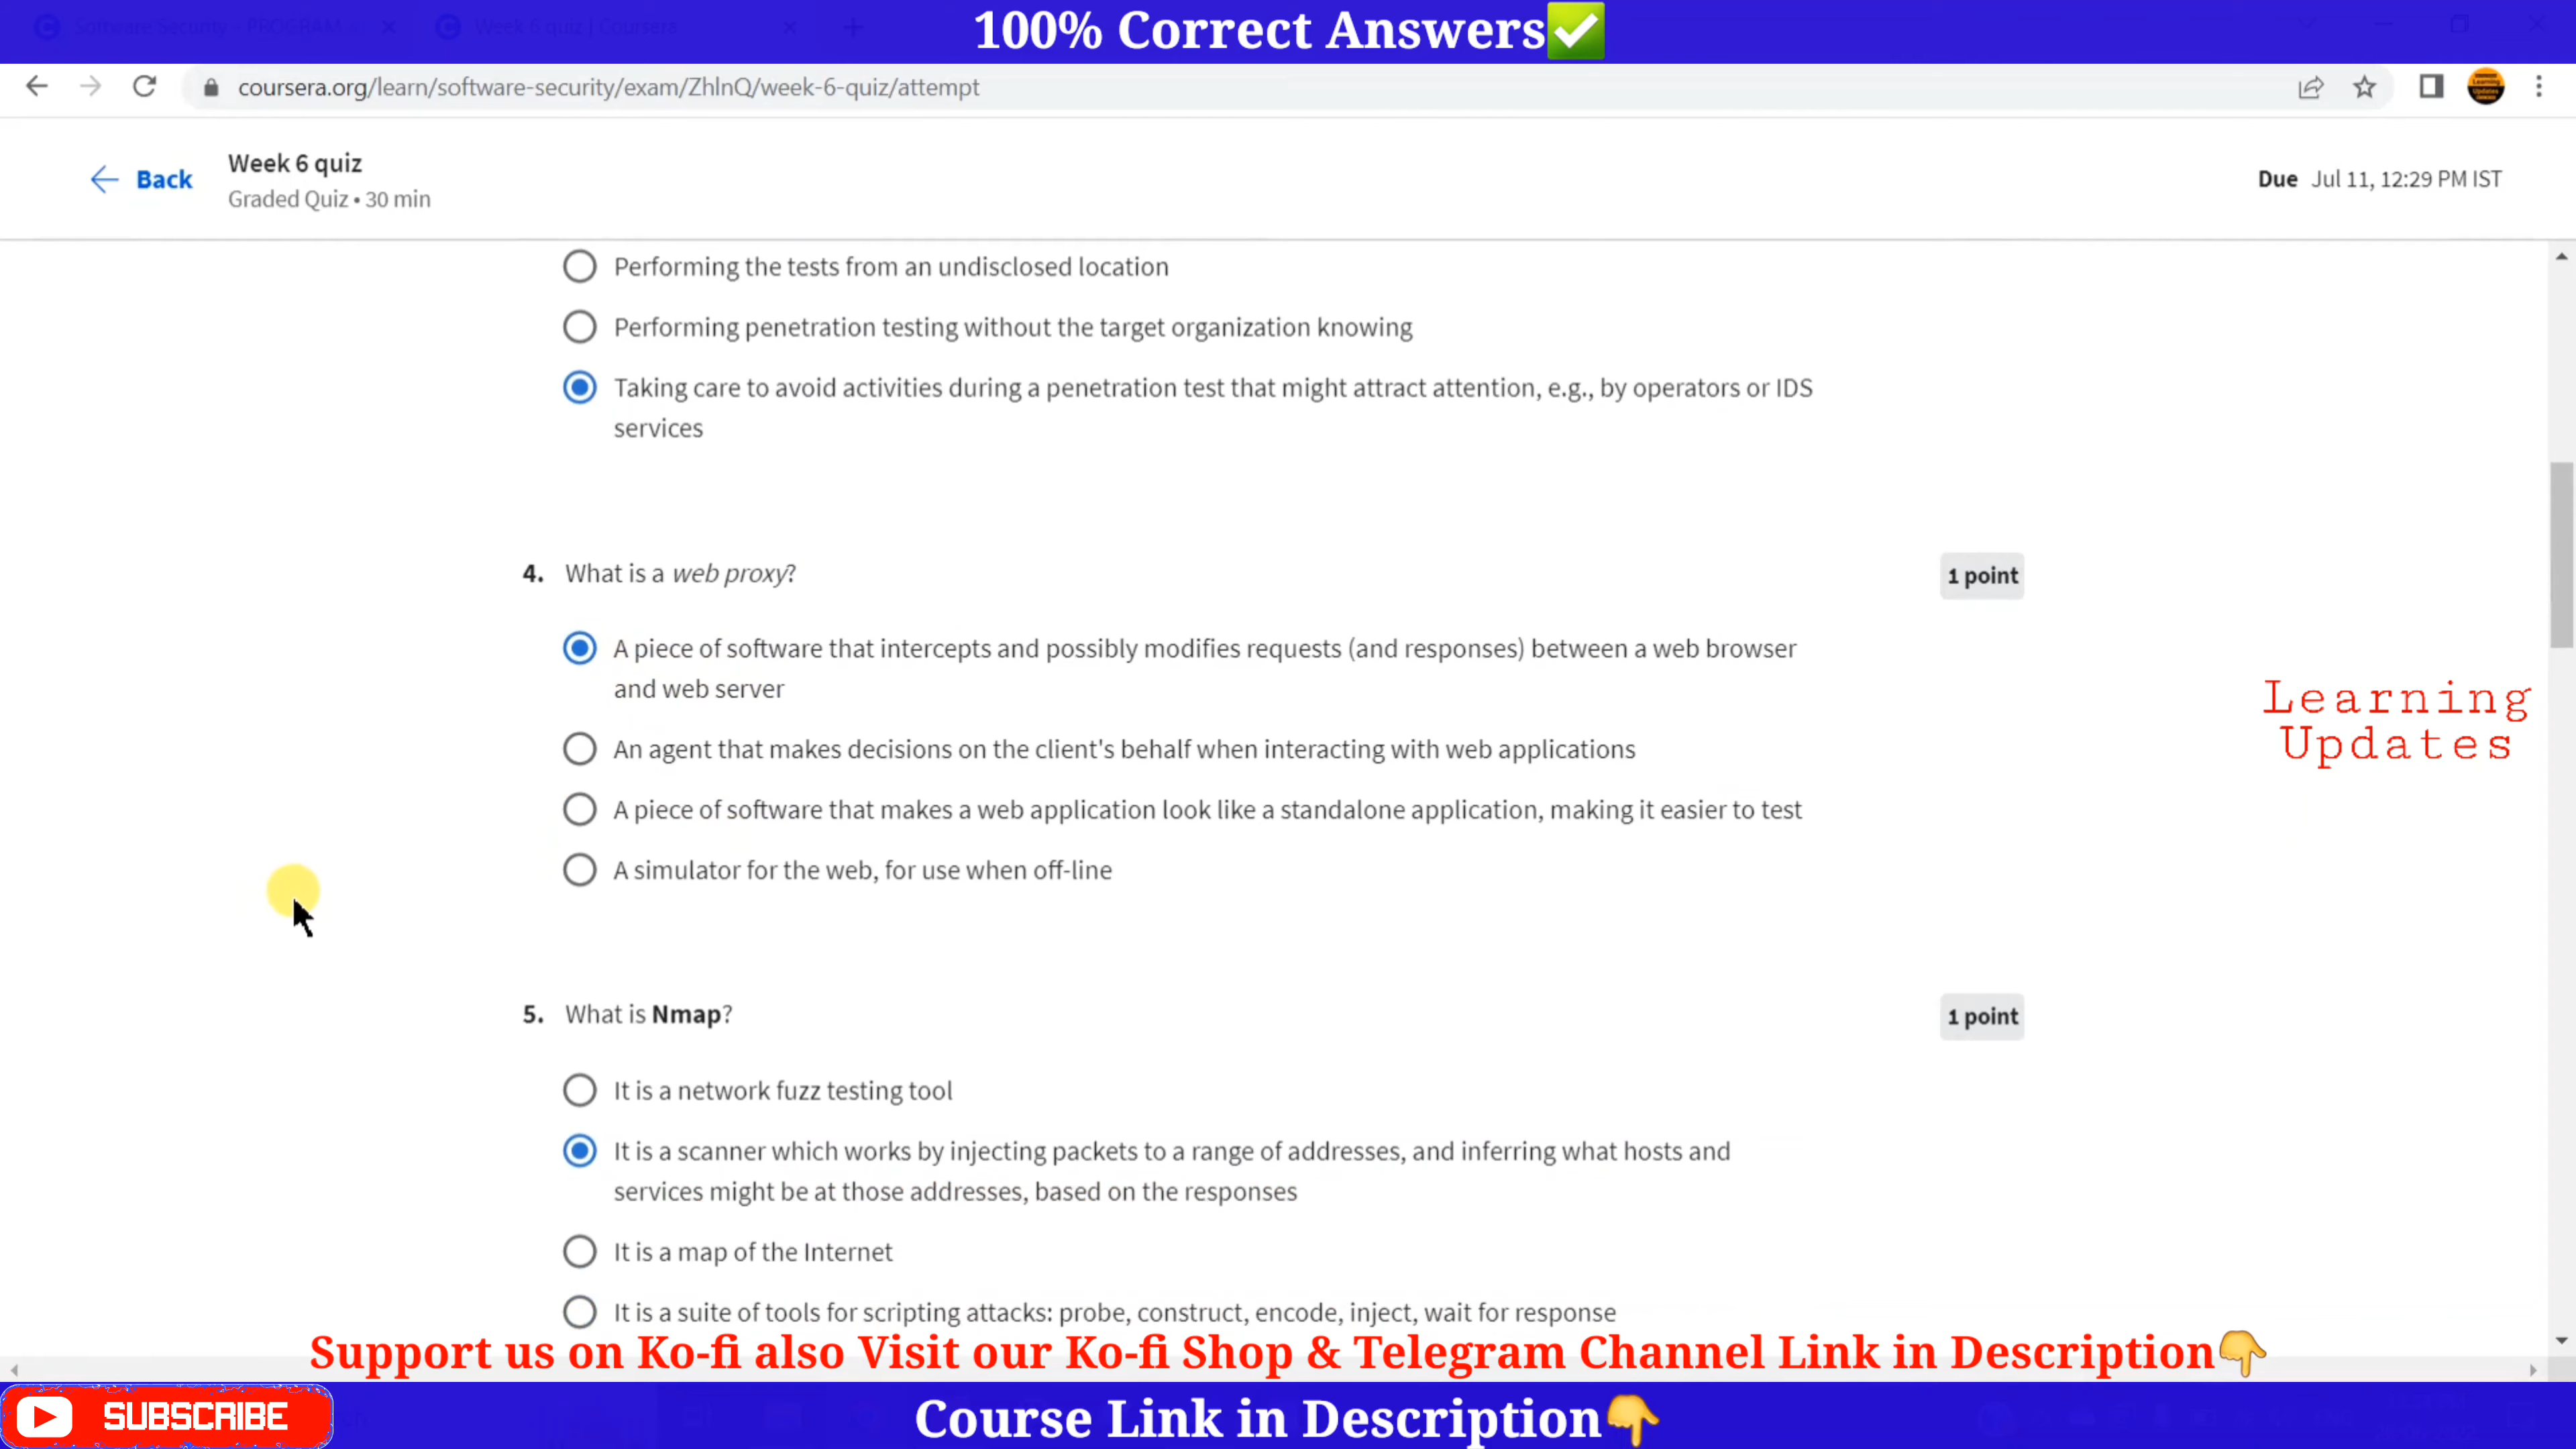 Software Security - PROGRAM
Week 6 quiz | Coursera
100% Correct Answers✅
coursera.org/learn/software-security/exam/ZhlnQ/week-6-quiz/attempt
Back
Week 6 quiz
Graded Quiz • 30 min
Due Jul 11, 12:29 PM IST
Performing the tests from an undisclosed location
Performing penetration testing without the target organization knowing
Taking care to avoid activities during a penetration test that might attract attention, e.g., by operators or IDS
services
4. What is a web proxy?
1 point
A piece of software that intercepts and possibly modifies requests (and responses) between a web browser
and web server
An agent that makes decisions on the client's behalf when interacting with web applications
A piece of software that makes a web application look like a standalone application, making it easier to test
A simulator for the web, for use when off-line
Learning
Updates
5. What is Nmap?
1 point
It is a network fuzz testing tool
It is a scanner which works by injecting packets to a range of addresses, and inferring what hosts and
services might be at those addresses, based on the responses
It is a map of the Internet
It is a suite of tools for scripting attacks: probe, construct, encode, inject, wait for response
Support us on Ko-fi also Visit our Ko-fi Shop & Telegram Channel Link in Description👇
SUBSCRIBE
Course Link in Description👇